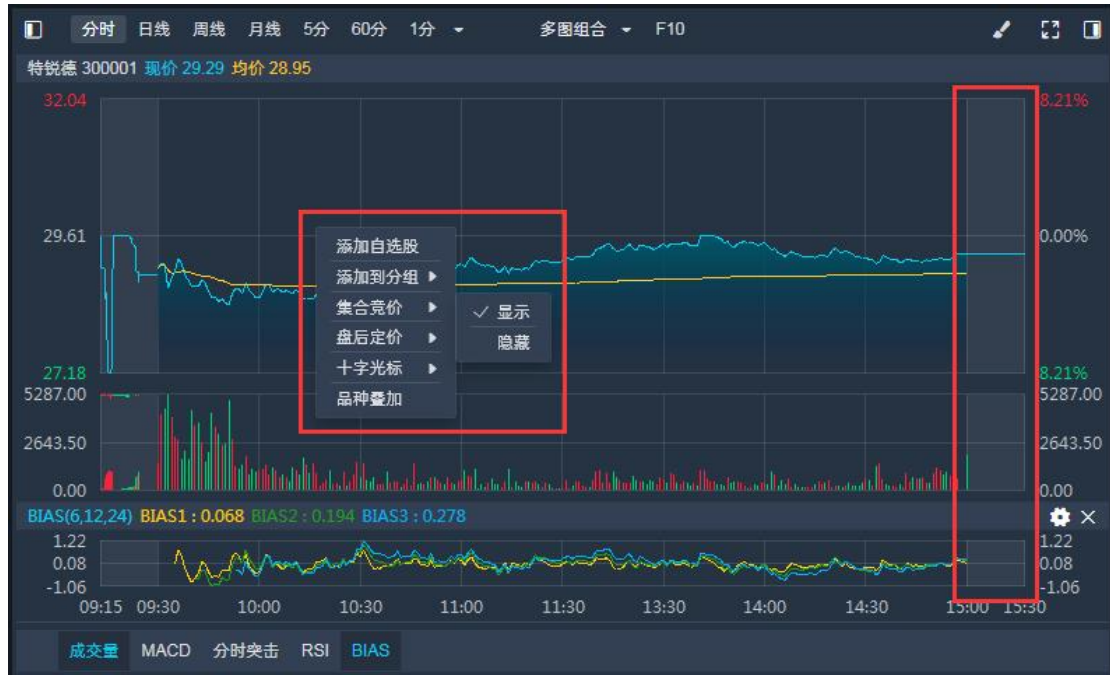 分时 日线 周线 月线 5分 60分 1分 多图组合 F10
特锐德 300001 现价 29.29 均价 28.95
32.04 8.21%
29.61 0.00%
添加自选股
添加到分组
集合竞价 显示
盘后定价 隐藏
十字光标
品种叠加
27.18 8.21%
5287.00 5287.00
2643.50 2643.50
0.00 0.00
BIAS(6,12,24) BIAS1 : 0.068 BIAS2 : 0.194 BIAS3 : 0.278
1.22 1.22
0.08 0.08
-1.06 -1.06
09:15 09:30 10:00 10:30 11:00 11:30 13:30 14:00 14:30 15:00 15:30
成交量 MACD 分时突击 RSI BIAS